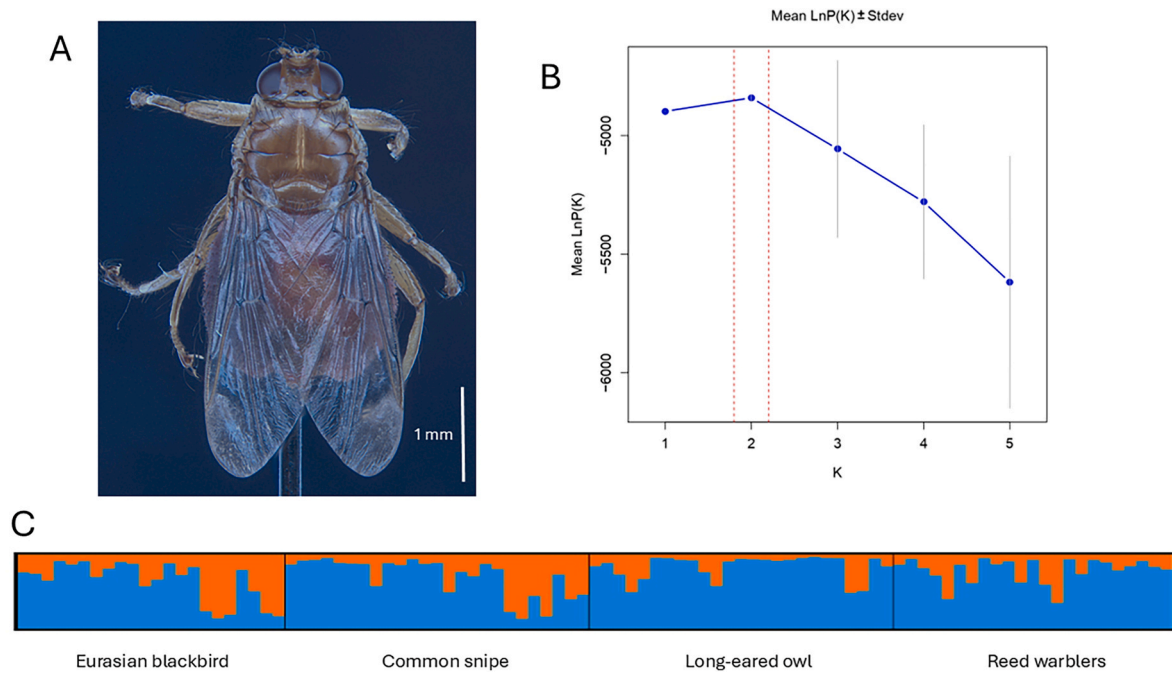 A
1 mm
B
Mean LnP(K) ± Stdev
Mean LnP(K)
−5000
−5500
−6000
1 2 3 4 5
K
C
Eurasian blackbird Common snipe Long-eared owl Reed warblers